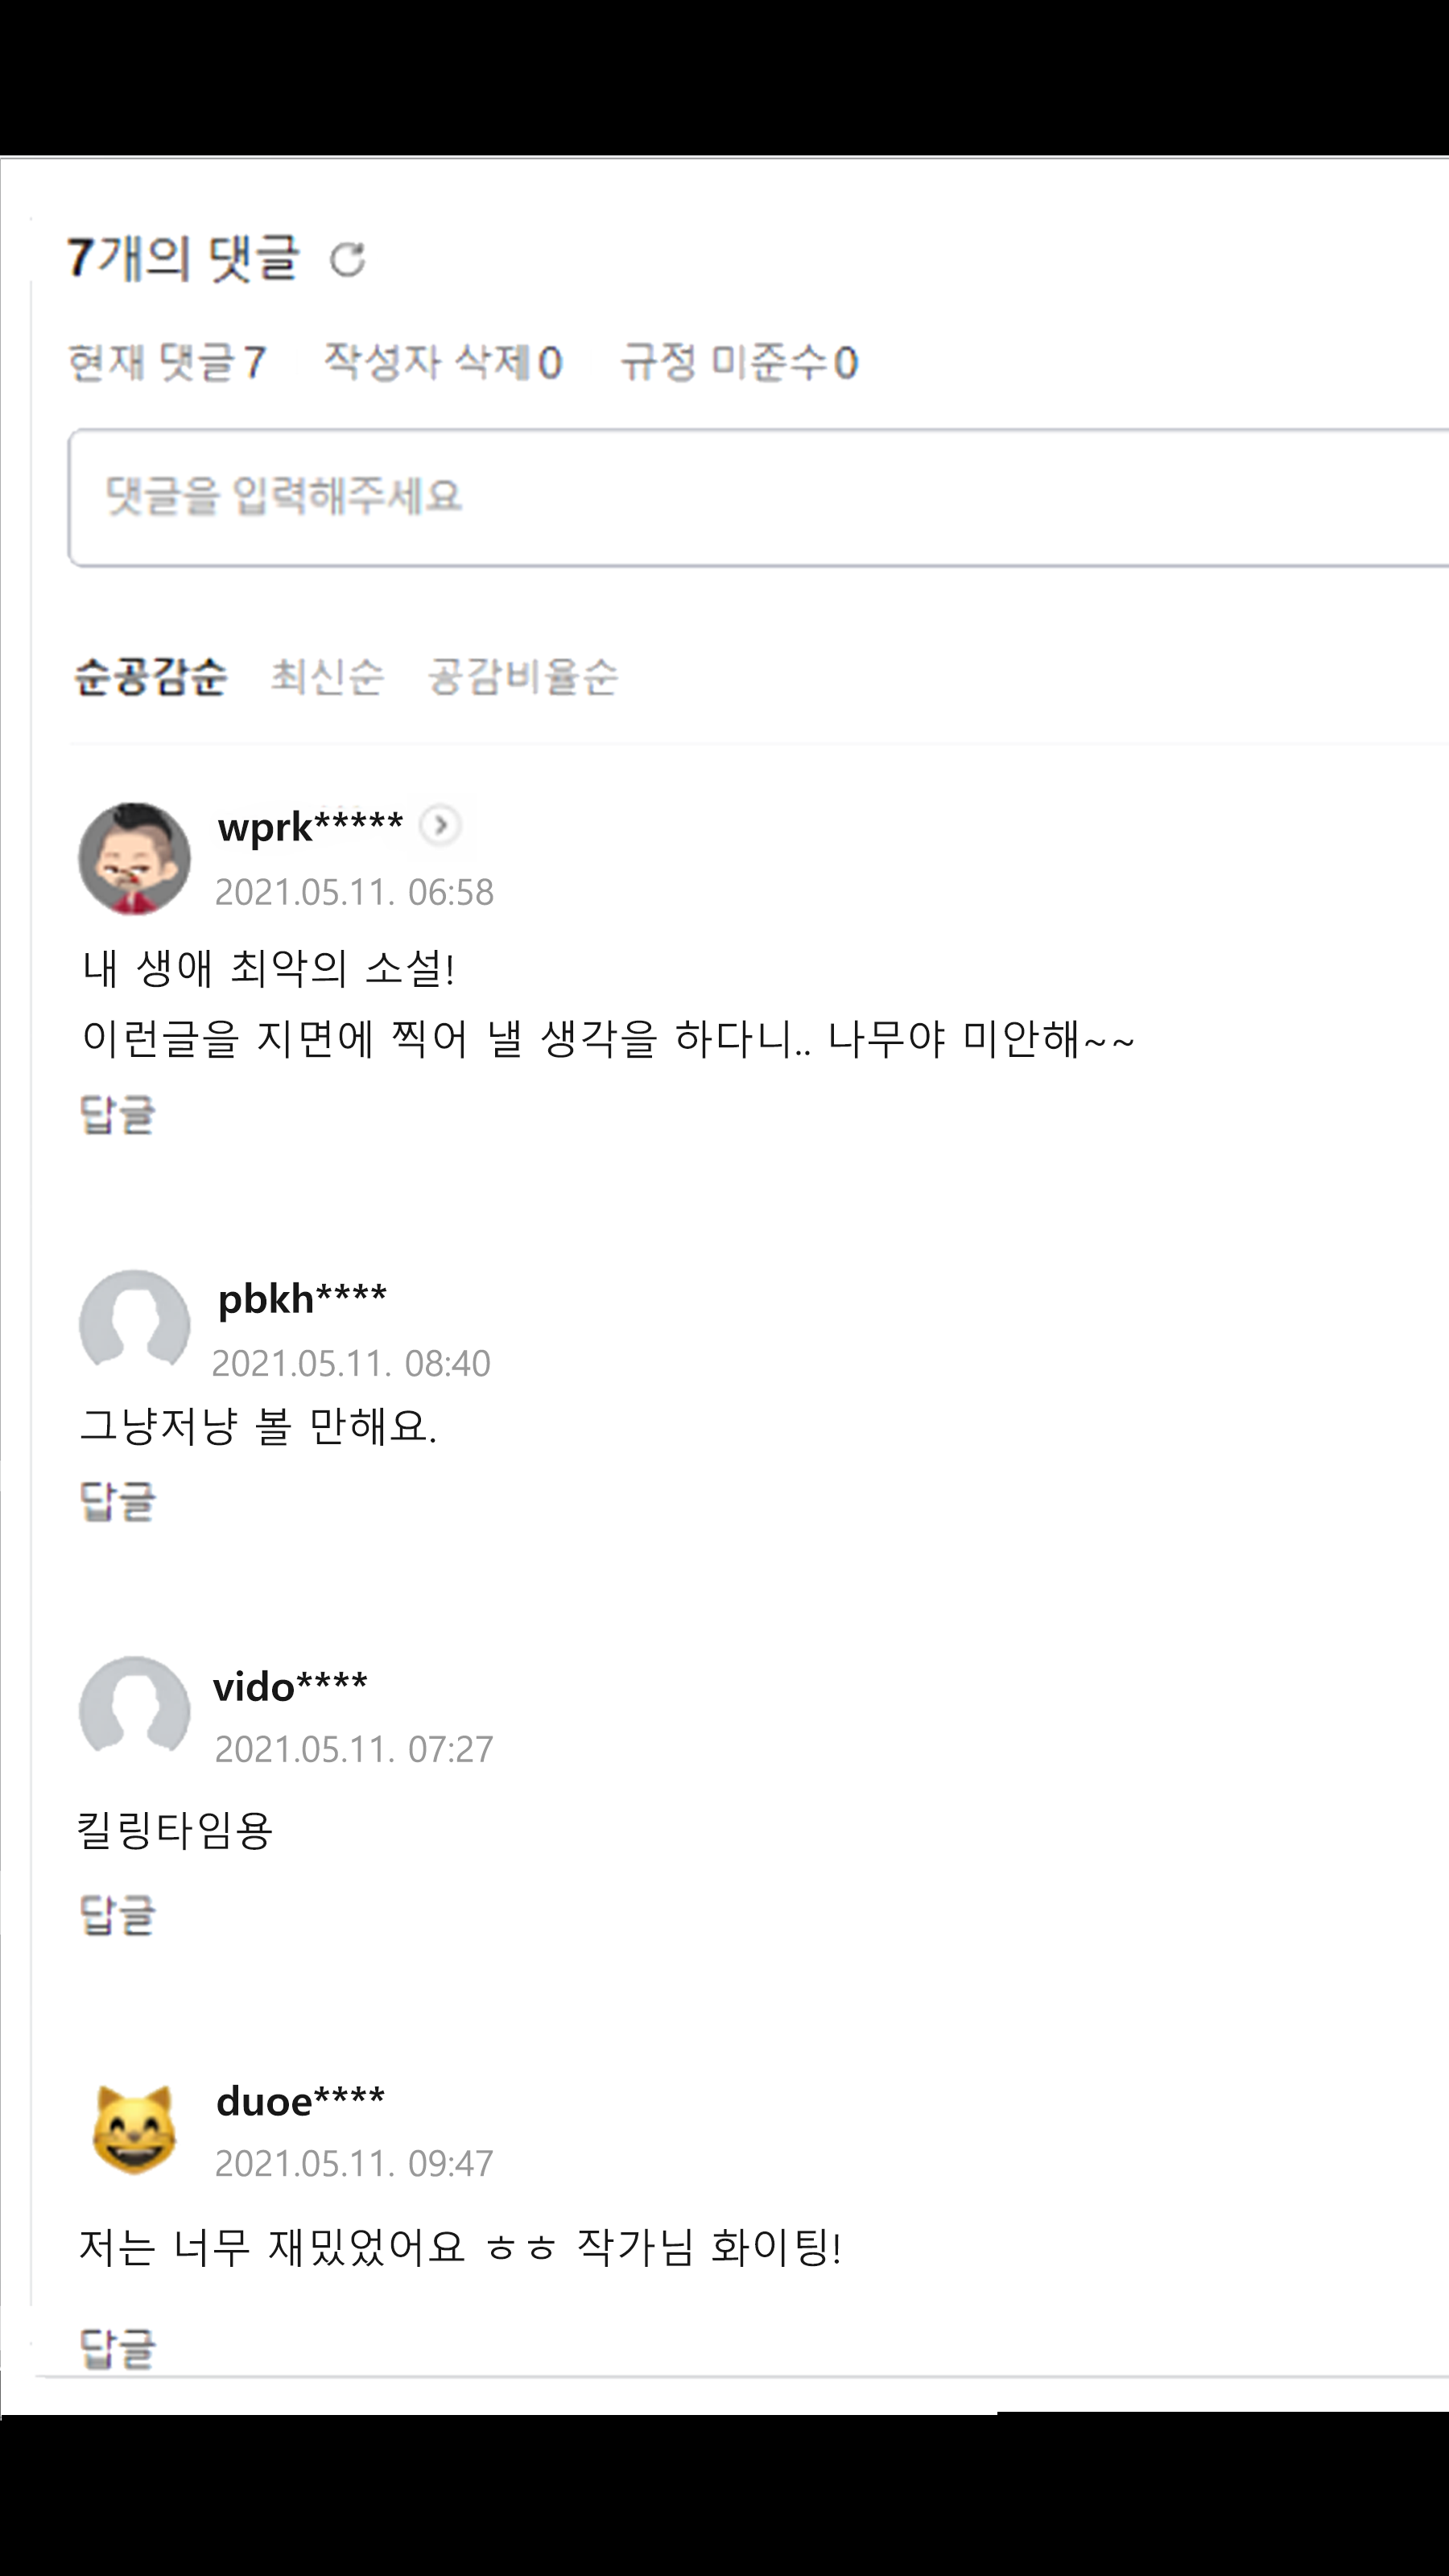 7개의 댓글
현재 댓글7 작성자 삭제0 규정 미준수0
댓글을 입력해주세요
순공감순 최신순 공감비율순
wprk*****
2021.05.11. 06:58
내 생애 최악의 소설!
이런글을 지면에 찍어 낼 생각을 하다니.. 나무야 미안해~~
답글
pbkh****
2021.05.11. 08:40
그냥저냥 볼 만해요.
답글
vido****
2021.05.11. 07:27
킬링타임용
답글
duoe****
2021.05.11. 09:47
저는 너무 재밌었어요 ㅎㅎ 작가님 화이팅!
답글